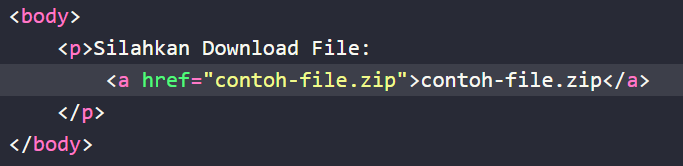 <body>
<p>Silahkan Download File:
<a href="contoh-file.zip">contoh-file.zip</a>
</p>
</body>